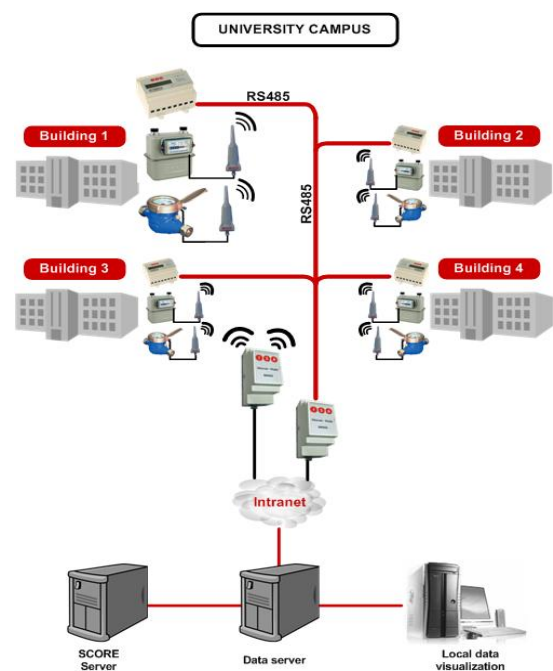 UNIVERSITY CAMPUS
RS485
Building 1
Building 2
RS485
Building 3
Building 4
Intranet
SCORE
Server
Data server
Local data
visualization